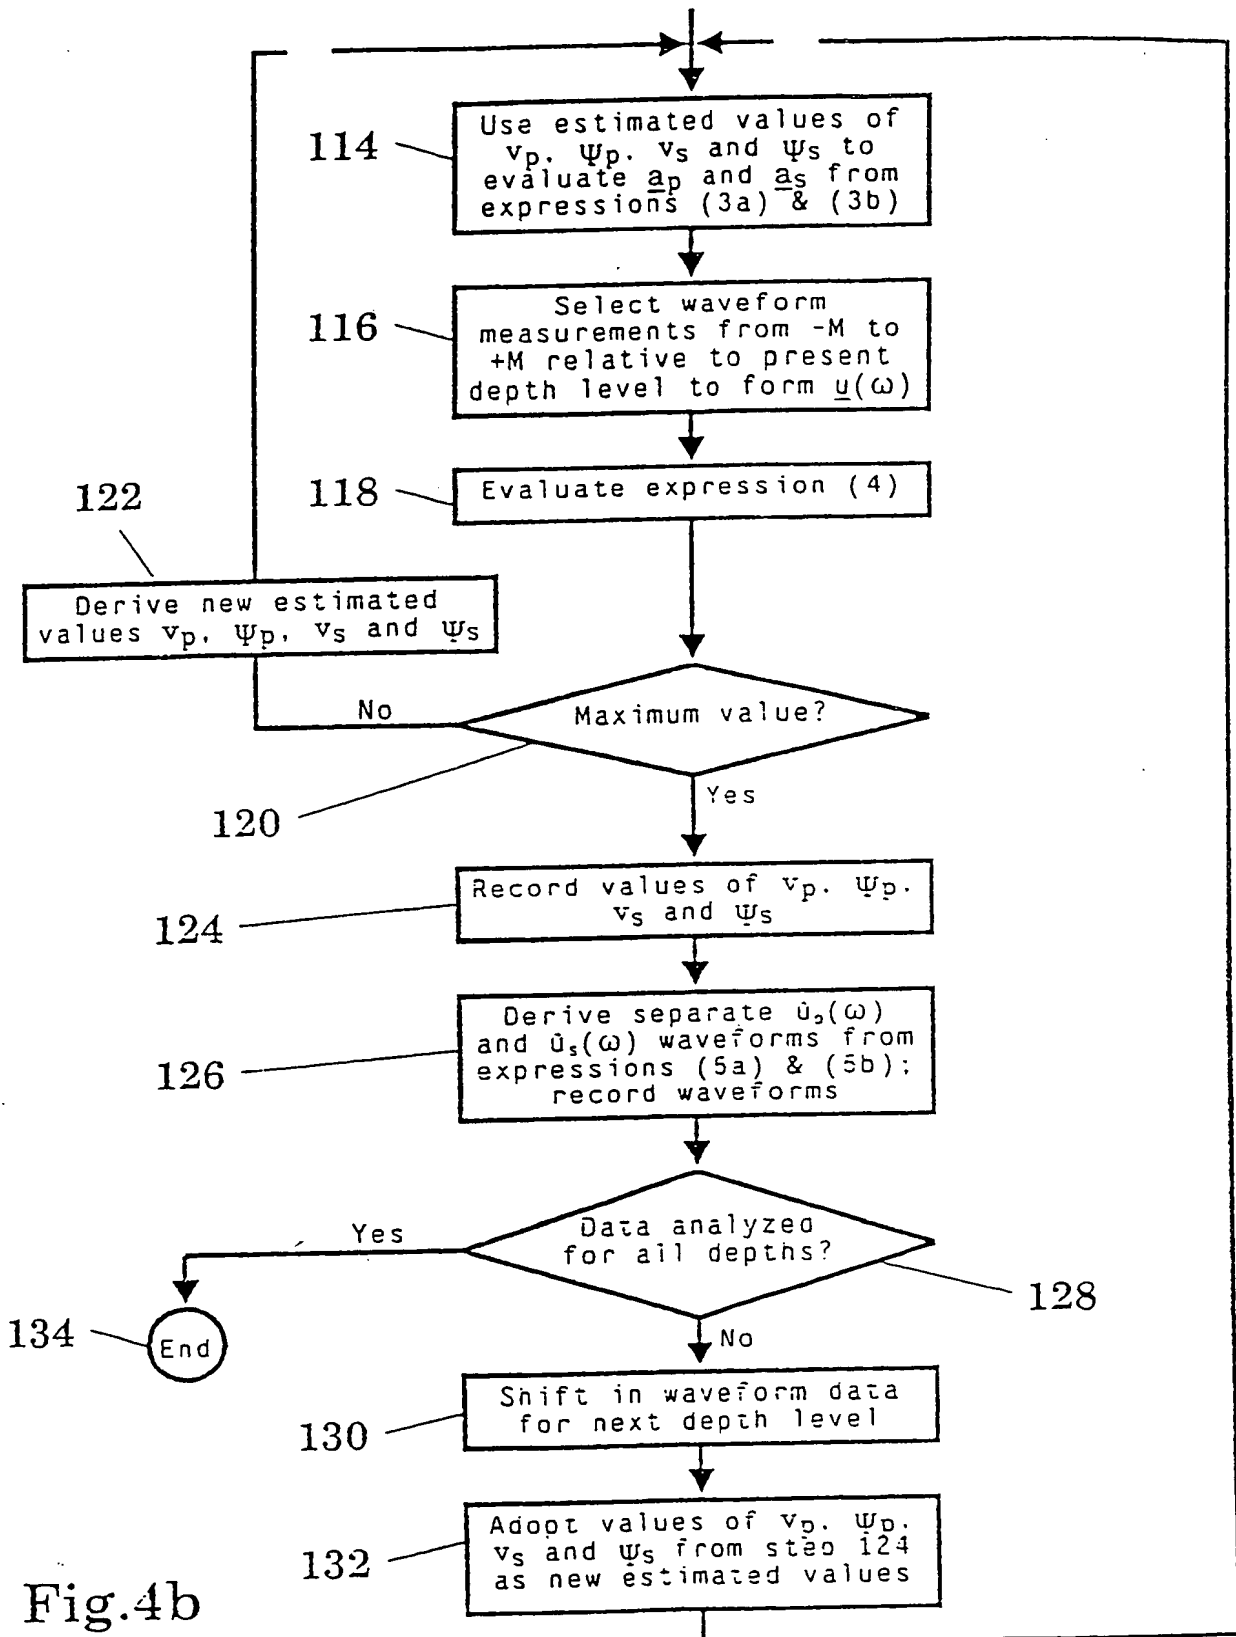 114
Use estimated values of
vp, Ψp, vs and Ψs to
evaluate ap and as from
expressions (3a) & (3b)
116
Select waveform
measurements from -M to
+M relative to present
depth level to form u(ω)
118
Evaluate expression (4)
122
Derive new estimated
values vp, Ψp, vs and Ψs
No
Maximum value?
120
Yes
124
Record values of vp, Ψp,
vs and Ψs
126
Derive separate ûp(ω)
and ûs(ω) waveforms from
expressions (5a) & (5b);
record waveforms
Yes
Data analyzed
for all depths?
128
134
End
No
130
Shift in waveform data
for next depth level
132
Adopt values of vp, Ψp,
vs and Ψs from step 124
as new estimated values
Fig.4b